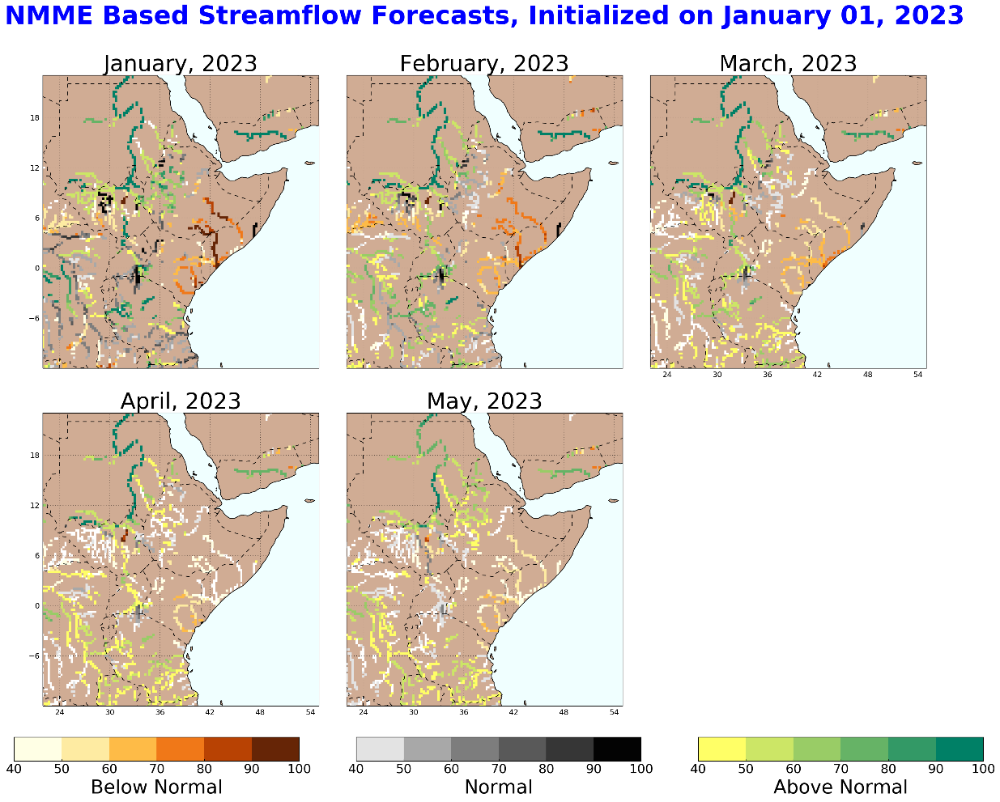 NMME Based Streamflow Forecasts, Initialized on January 01, 2023
January, 2023
February, 2023
March, 2023
18
12
6
0
−6
24 30 36 42 48 54
April, 2023
May, 2023
18
12
6
0
−6
24 30 36 42 48 54
24 30 36 42 48 54
40 50 60 70 80 90 100
Below Normal
40 50 60 70 80 90 100
Normal
40 50 60 70 80 90 100
Above Normal